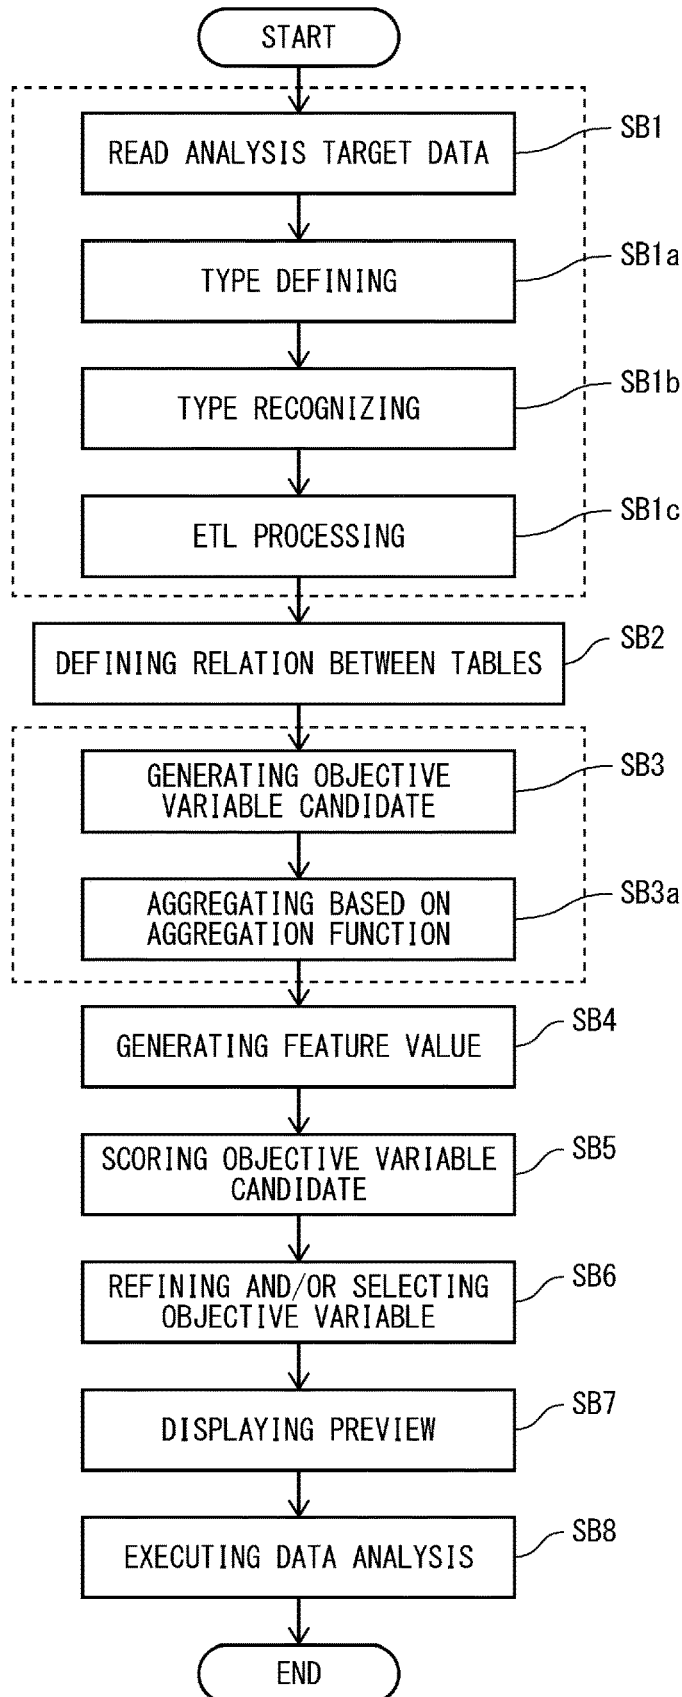 START
READ ANALYSIS TARGET DATA
SB1
TYPE DEFINING
SB1a
TYPE RECOGNIZING
SB1b
ETL PROCESSING
SB1c
DEFINING RELATION BETWEEN TABLES
SB2
GENERATING OBJECTIVE
VARIABLE CANDIDATE
SB3
AGGREGATING BASED ON
AGGREGATION FUNCTION
SB3a
GENERATING FEATURE VALUE
SB4
SCORING OBJECTIVE VARIABLE
CANDIDATE
SB5
REFINING AND/OR SELECTING
OBJECTIVE VARIABLE
SB6
DISPLAYING PREVIEW
SB7
EXECUTING DATA ANALYSIS
SB8
END